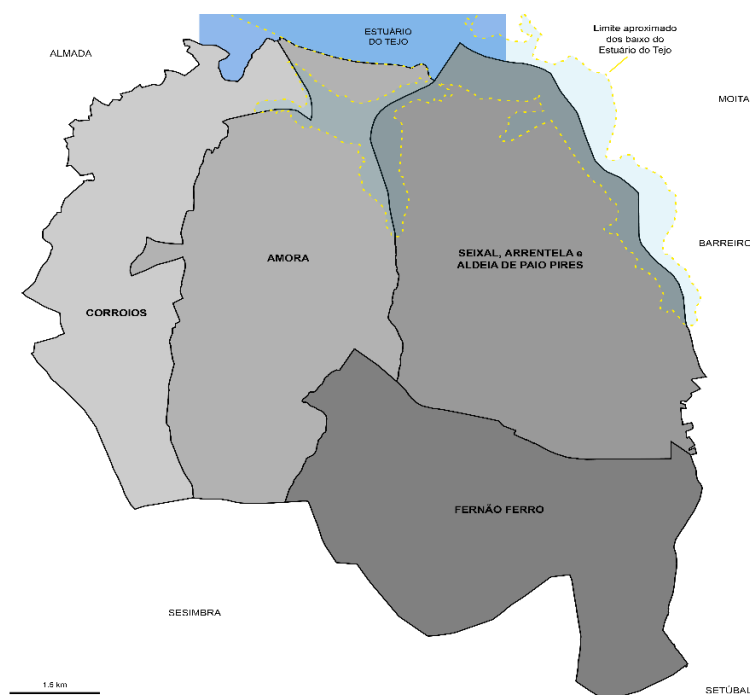 ESTUÁRIO
DO TEJO
Limite aproximado
dos baixo do
Estuário do Tejo
ALMADA
MOITA
BARREIRO
SEIXAL, ARRENTELA e
ALDEIA DE PAIO PIRES
AMORA
CORROIOS
FERNÃO FERRO
SESIMBRA
1.5 km
SETÚBAL